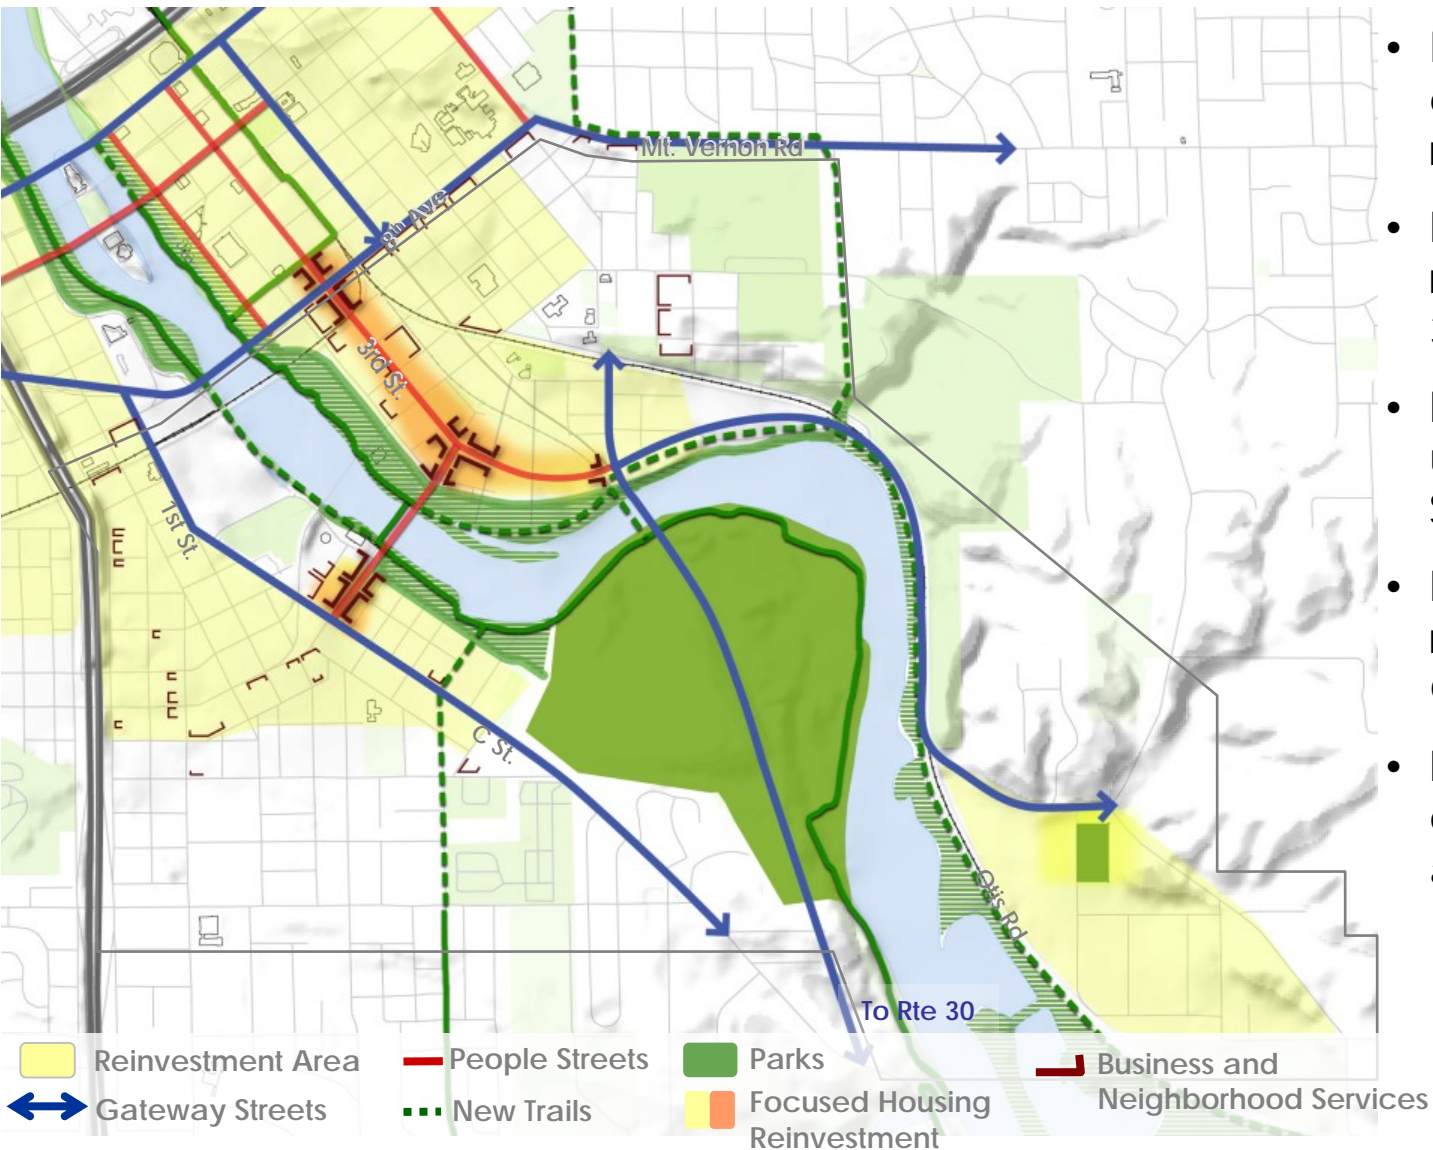 Mt. Vernon Rd
8th Ave
3rd St.
1st St.
C St.
Otis Rd
To Rte 30
Reinvestment Area
People Streets
Parks
Business and
Neighborhood Services
Gateway Streets
New Trails
Focused Housing
Reinvestment